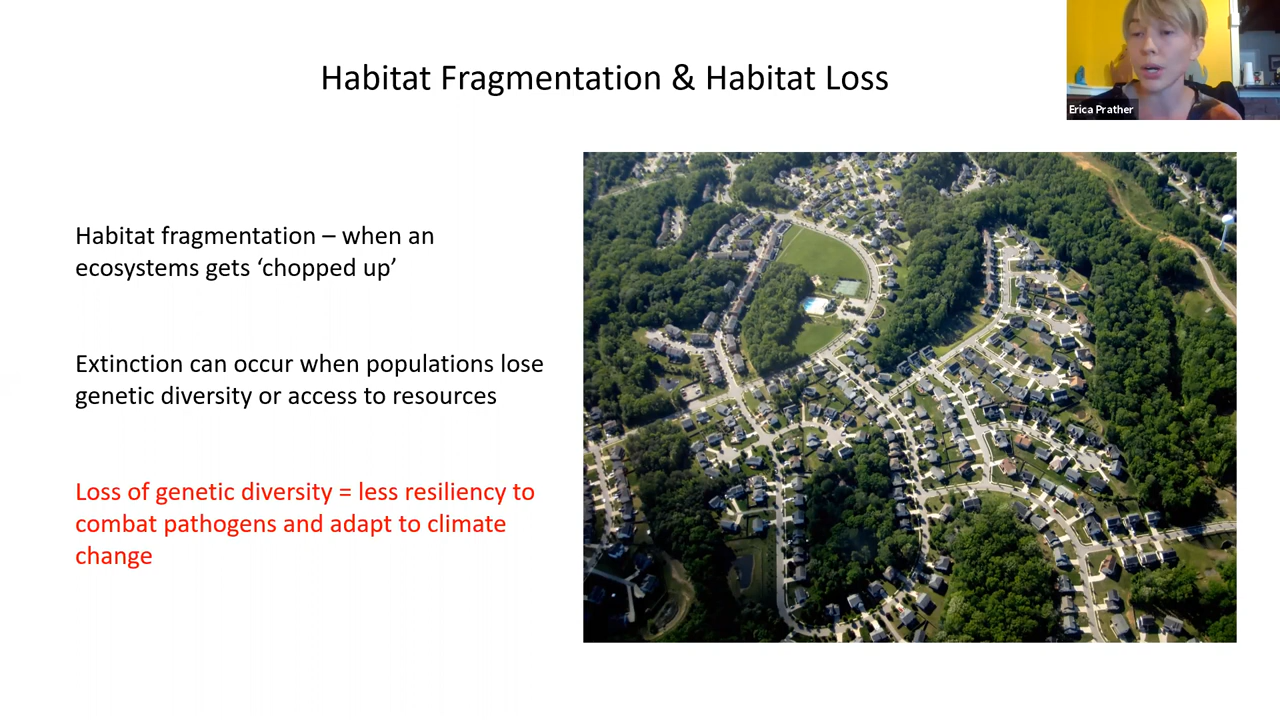 Habitat Fragmentation & Habitat Loss
Erica Prather
Habitat fragmentation – when an
ecosystems gets ‘chopped up’
Extinction can occur when populations lose
genetic diversity or access to resources
Loss of genetic diversity = less resiliency to
combat pathogens and adapt to climate
change